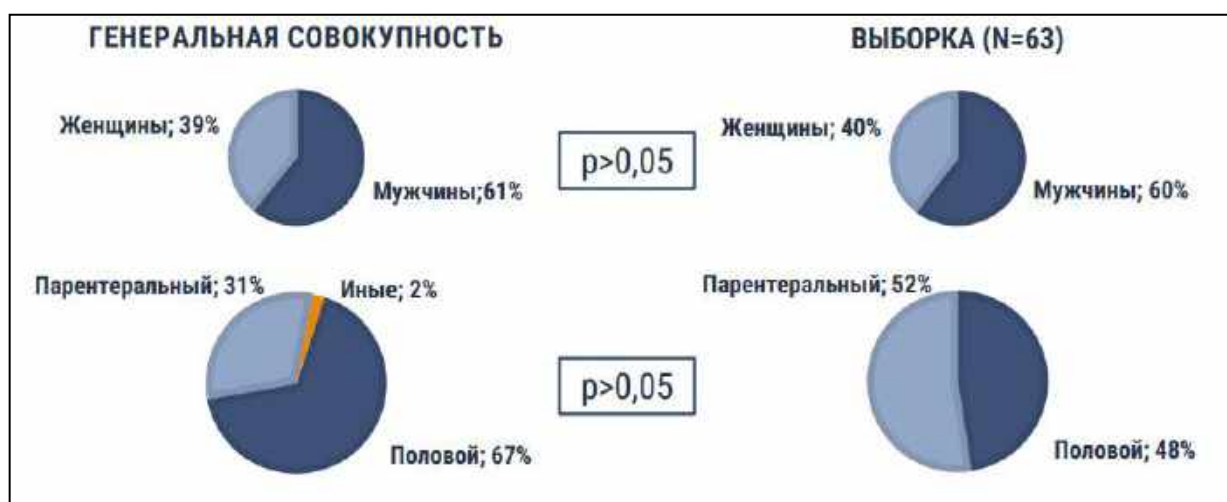 ГЕНЕРАЛЬНАЯ СОВОКУПНОСТЬ
ВЫБОРКА (N=63)
Женщины; 39%
Мужчины;61%
p>0,05
Женщины; 40%
Мужчины; 60%
Парентеральный; 31%
Иные; 2%
Половой; 67%
p>0,05
Парентеральный; 52%
Половой; 48%